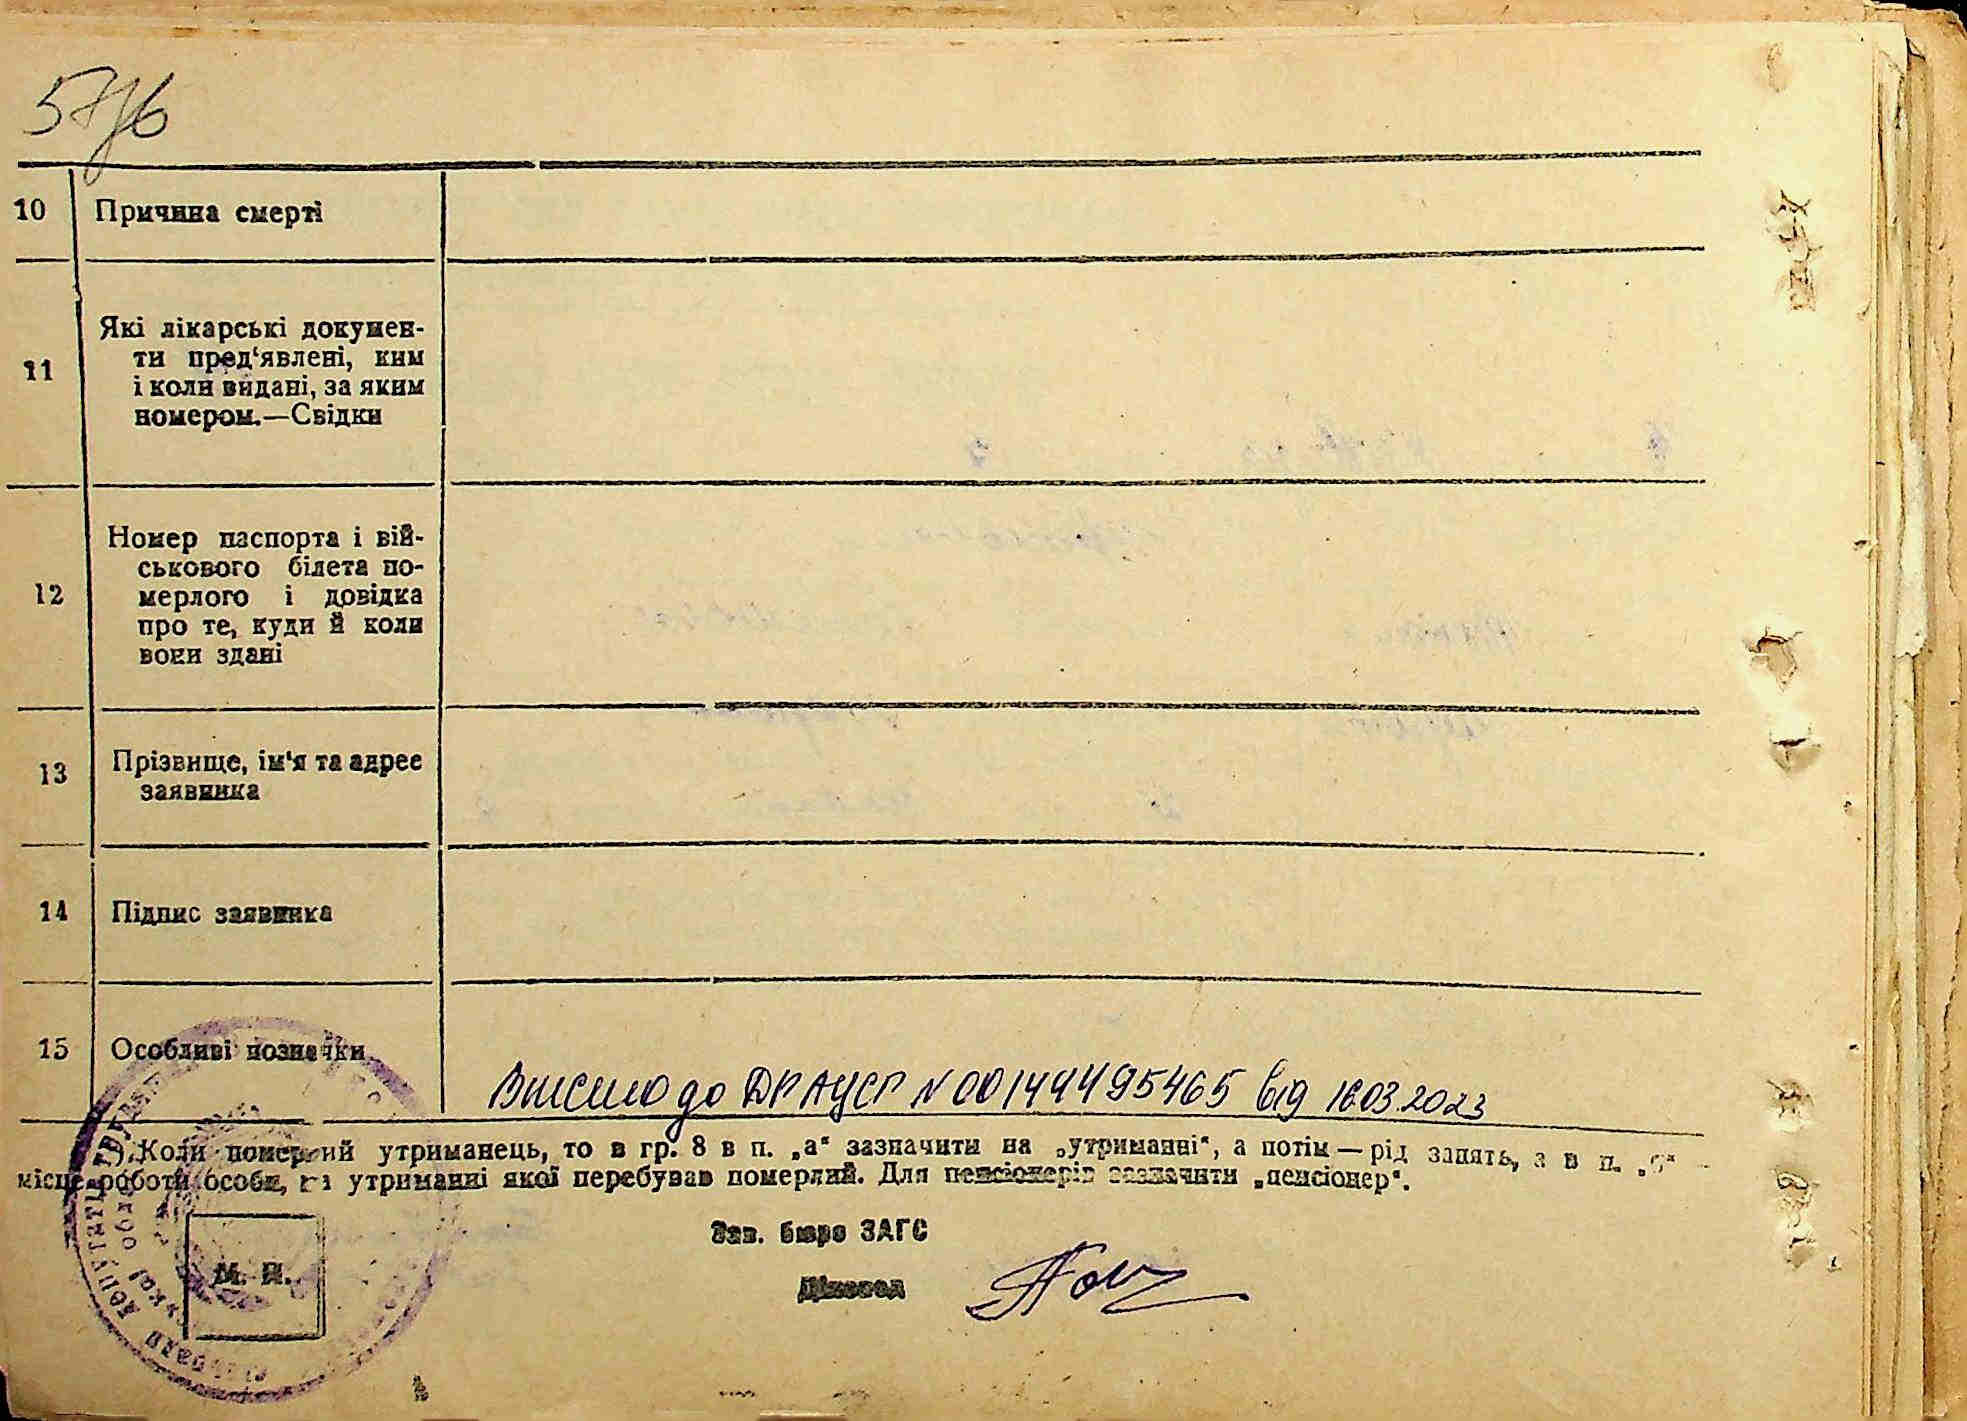 10 Причина смерті
11 Які лікарські докумен-
ти пред'явлені, ким
і коли видані, за яким
номером.—Свідки
12 Номер паспорта і вій-
ськового білета по-
мерлого і довідка
про те, куди й коли
вони здані
13 Прізвище, ім'я та адрес
заявника
14 Підпис заявника
15 Особливі позначки
Внесено до ДРАЦСГ N 00149495465 від 16.03.2023
Коли померлий утриманець, то в гр. 8 в п. „а" зазначити на „утриманні", а потім — рід занять, а в п. „б" —
місце роботи особи, на утриманні якої перебував померлий. Для пенсіонерів зазначити „пенсіонер".
Зав. бюро ЗАГС
М. П.
Діловод